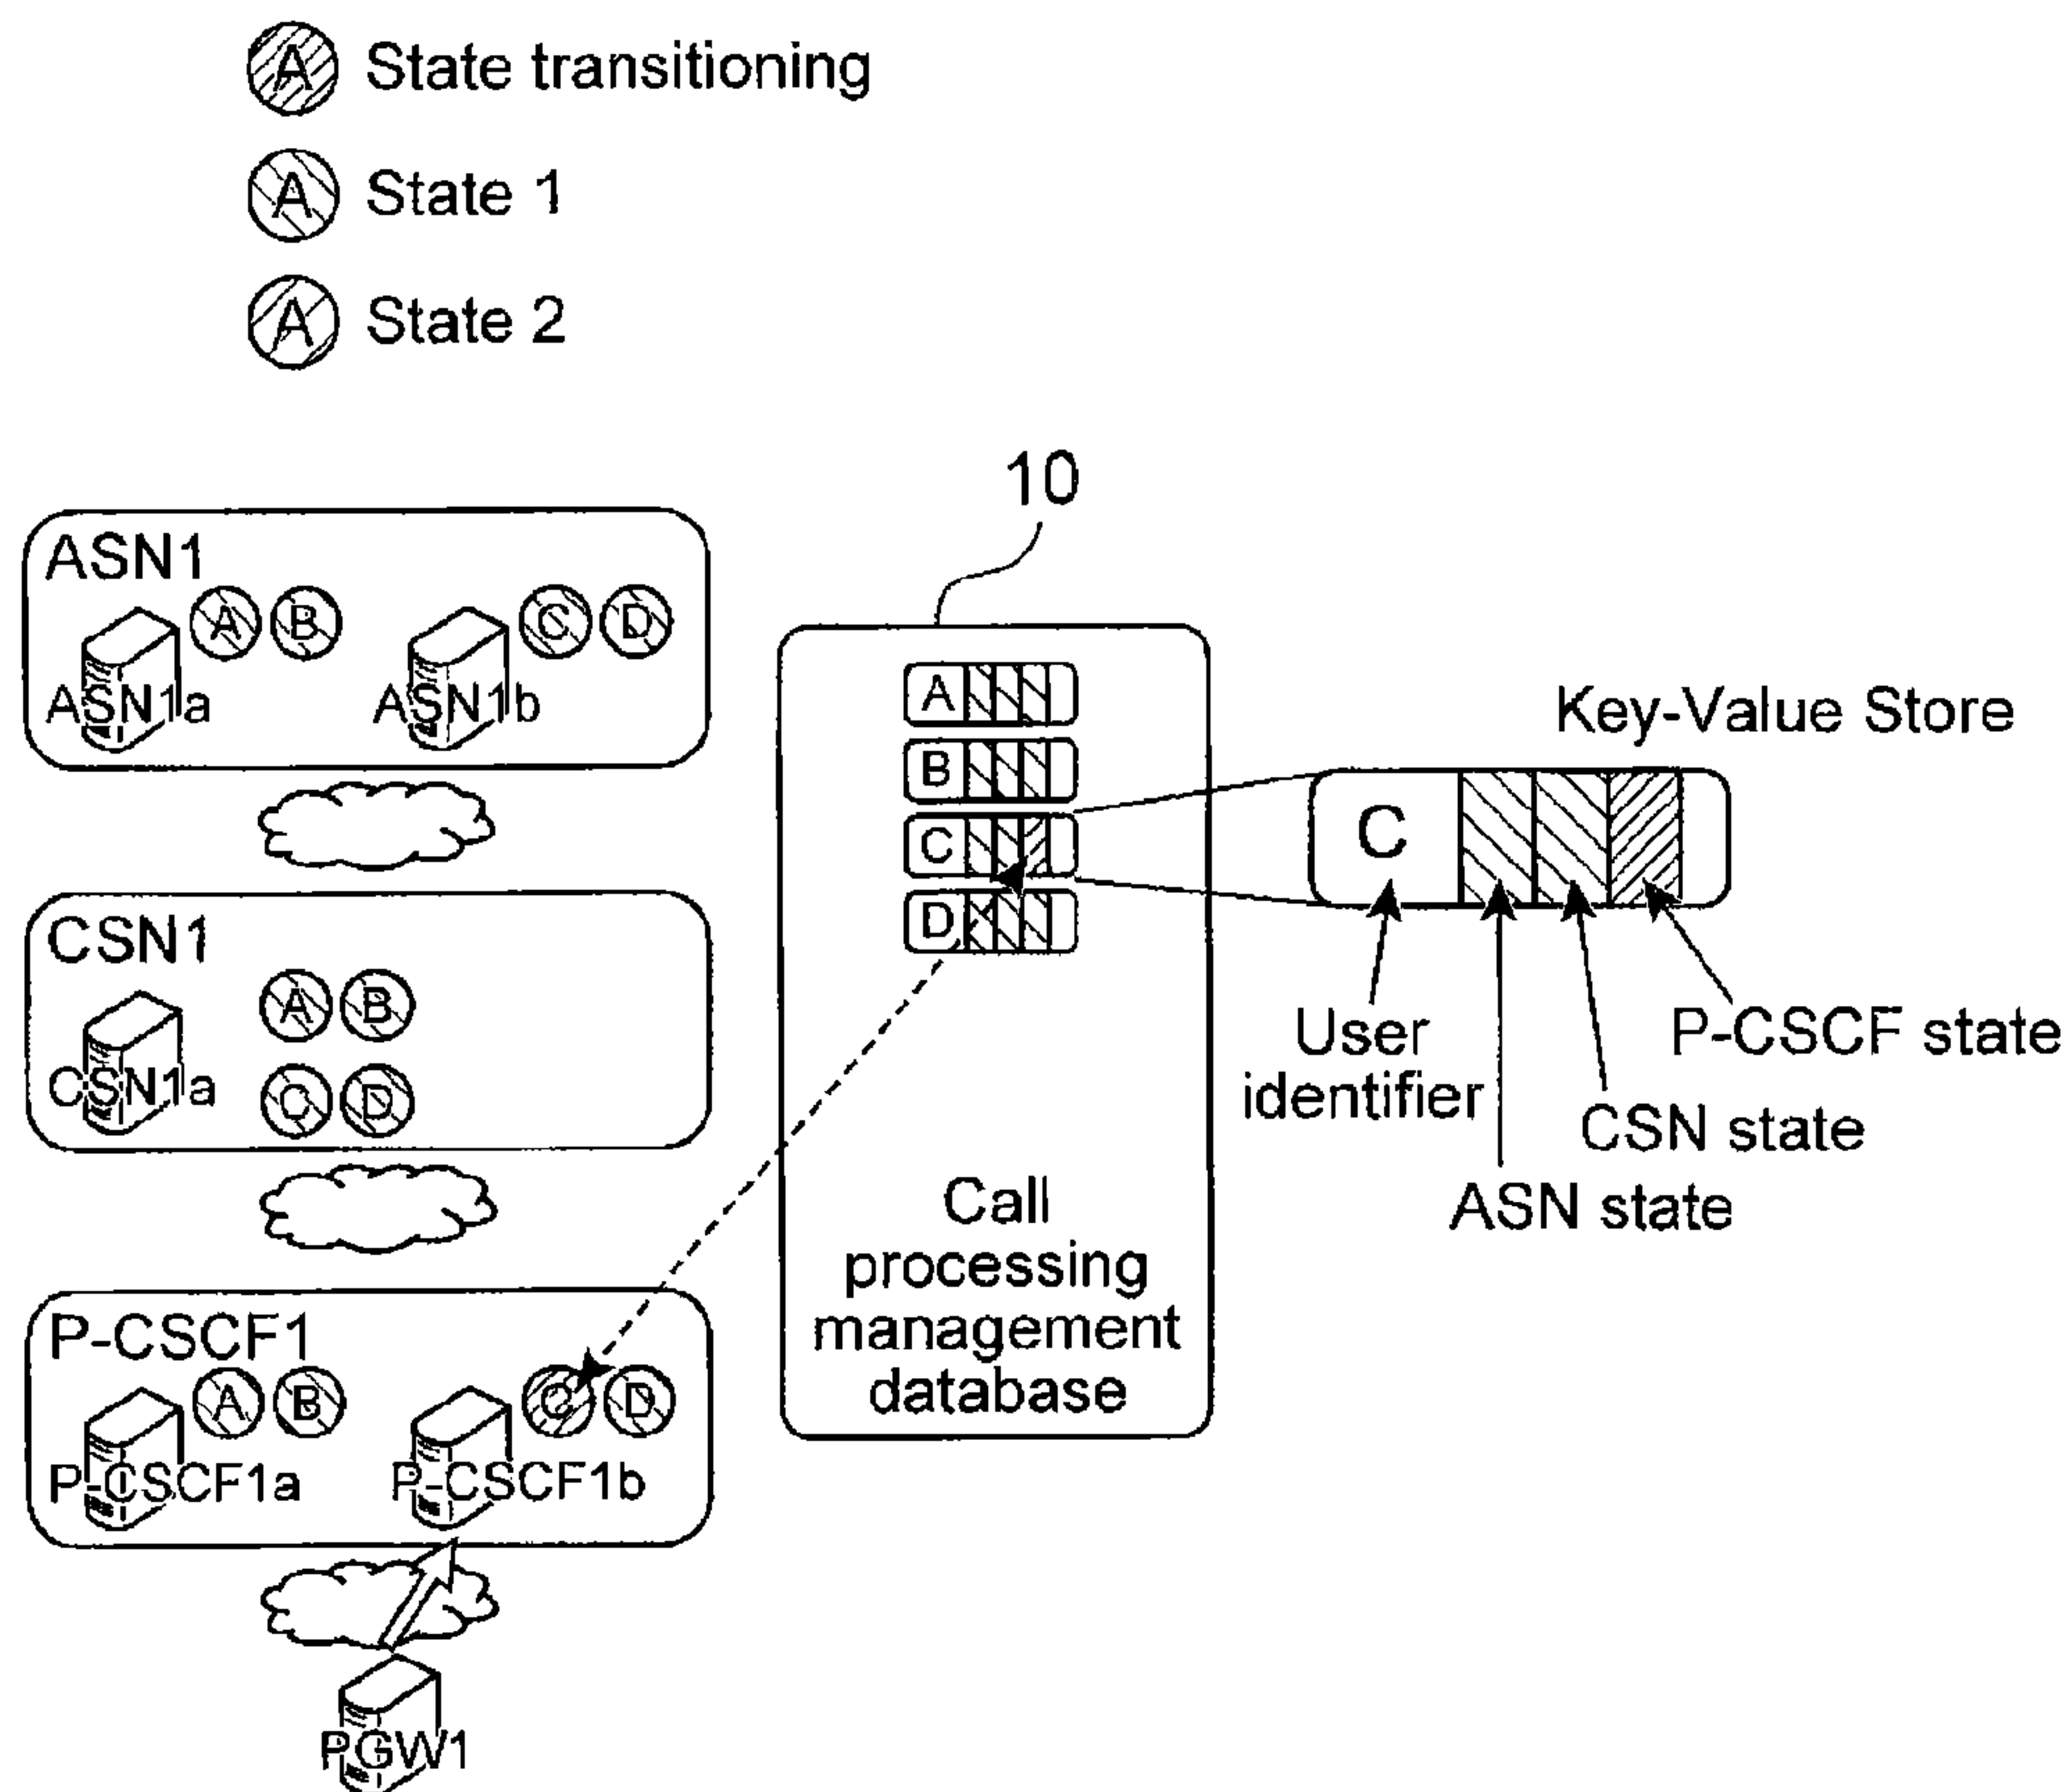 A State transitioning
A State 1
A State 2
10
ASN1
A B
C D
ASN1a
ASN1b
CSN1
A B
CSN1a
C D
P-CSCF1
A B
C D
P-CSCF1a
P-CSCF1b
PGW1
A
B
C
D
Call
processing
management
database
Key-Value Store
C
User
identifier
ASN state
CSN state
P-CSCF state